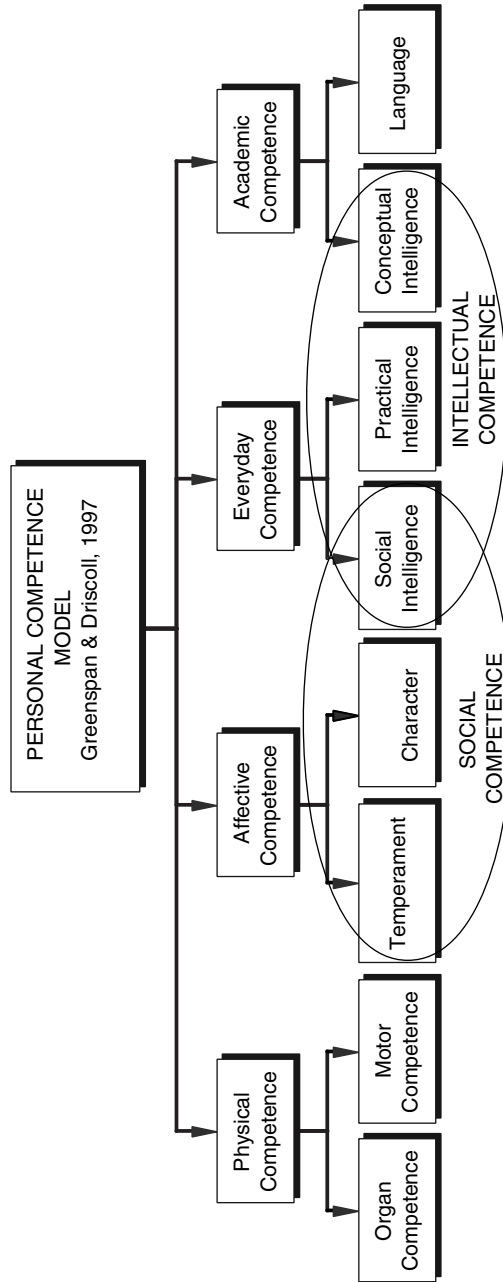 PERSONAL COMPETENCE
MODEL
Greenspan & Driscoll, 1997
Physical
Competence
Affective
Competence
Everyday
Competence
Academic
Competence
Organ
Competence
Motor
Competence
Temperament
Character
Social
Intelligence
Practical
Intelligence
Conceptual
Intelligence
Language
SOCIAL
COMPETENCE
INTELLECTUAL
COMPETENCE